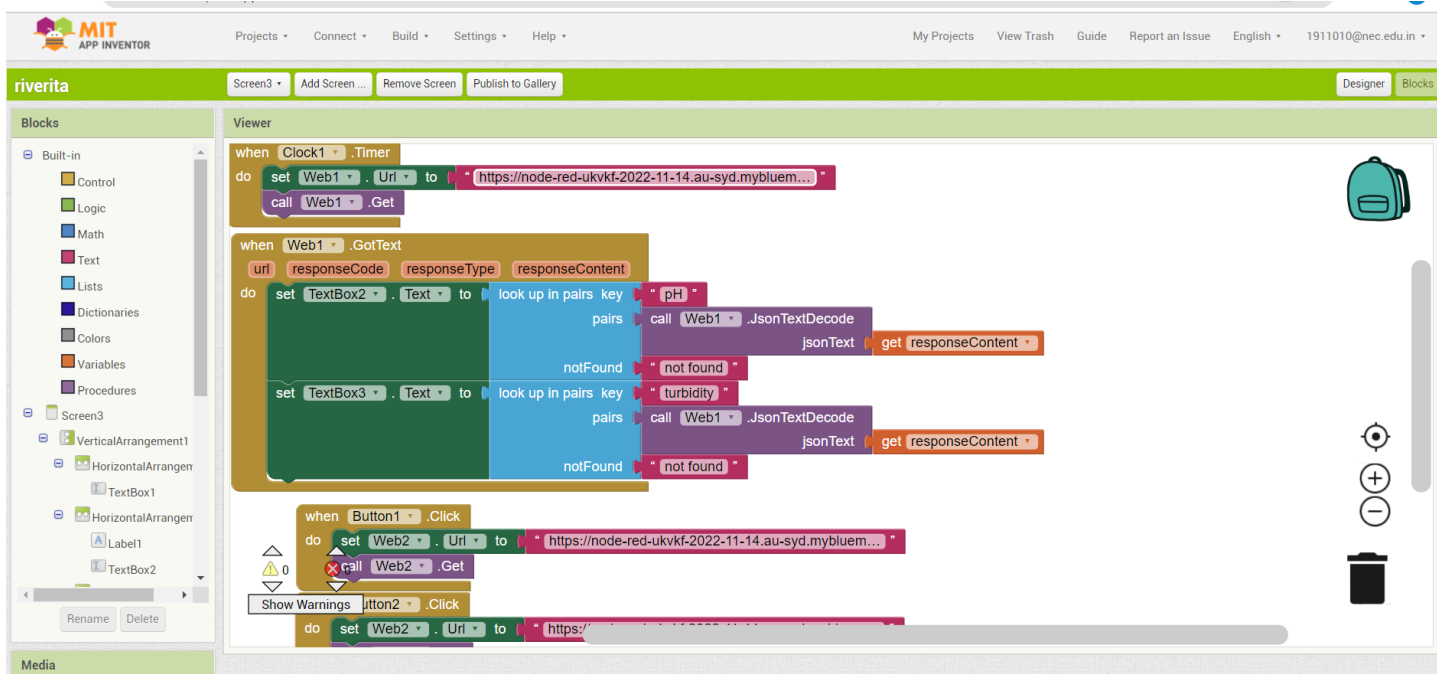 MIT
APP INVENTOR
Projects Connect Build Settings Help My Projects View Trash Guide Report an Issue English 1911010@nec.edu.in
riverita Screen3 Add Screen ... Remove Screen Publish to Gallery Designer Blocks
Blocks Viewer
Built-in
Control
Logic
Math
Text
Lists
Dictionaries
Colors
Variables
Procedures
Screen3
VerticalArrangement1
HorizontalArrangem
TextBox1
HorizontalArrangem
Label1
TextBox2
Rename Delete
Media
when Clock1 .Timer
do set Web1 . Url to " https://node-red-ukvkf-2022-11-14.au-syd.mybluem... "
call Web1 .Get
when Web1 .GotText
url responseCode responseType responseContent
do set TextBox2 . Text to look up in pairs key " pH "
pairs call Web1 .JsonTextDecode
jsonText get responseContent
notFound " not found "
set TextBox3 . Text to look up in pairs key " turbidity "
pairs call Web1 .JsonTextDecode
jsonText get responseContent
notFound " not found "
when Button1 .Click
do set Web2 . Url to " https://node-red-ukvkf-2022-11-14.au-syd.mybluem... "
call Web2 .Get
0
Show Warnings utton2 .Click
do set Web2 . Url to " https:/